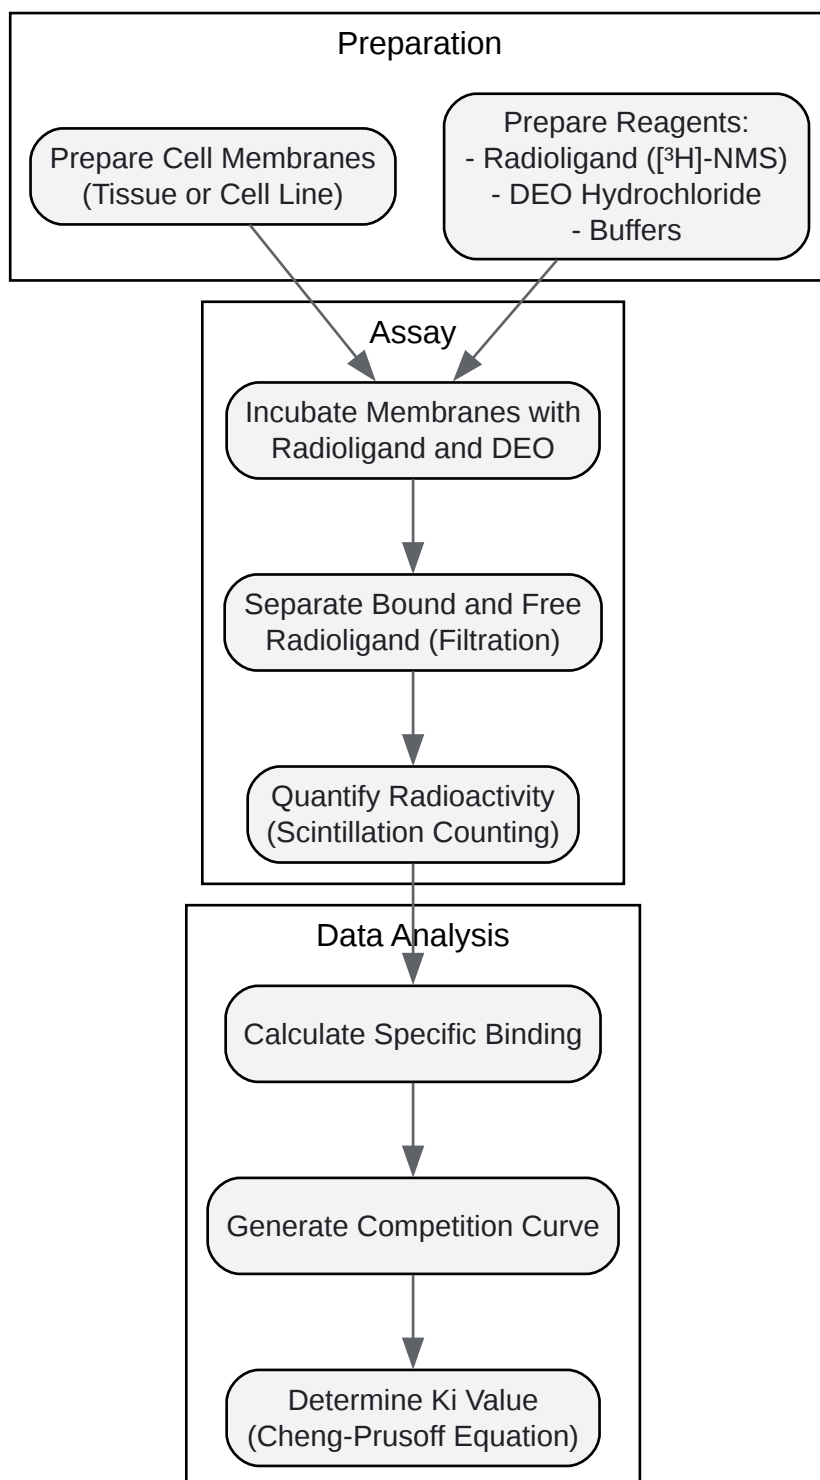 Preparation
Prepare Cell Membranes
(Tissue or Cell Line)
Prepare Reagents:
- Radioligand ([³H]-NMS)
- DEO Hydrochloride
- Buffers
Assay
Incubate Membranes with
Radioligand and DEO
Separate Bound and Free
Radioligand (Filtration)
Quantify Radioactivity
(Scintillation Counting)
Data Analysis
Calculate Specific Binding
Generate Competition Curve
Determine Ki Value
(Cheng-Prusoff Equation)